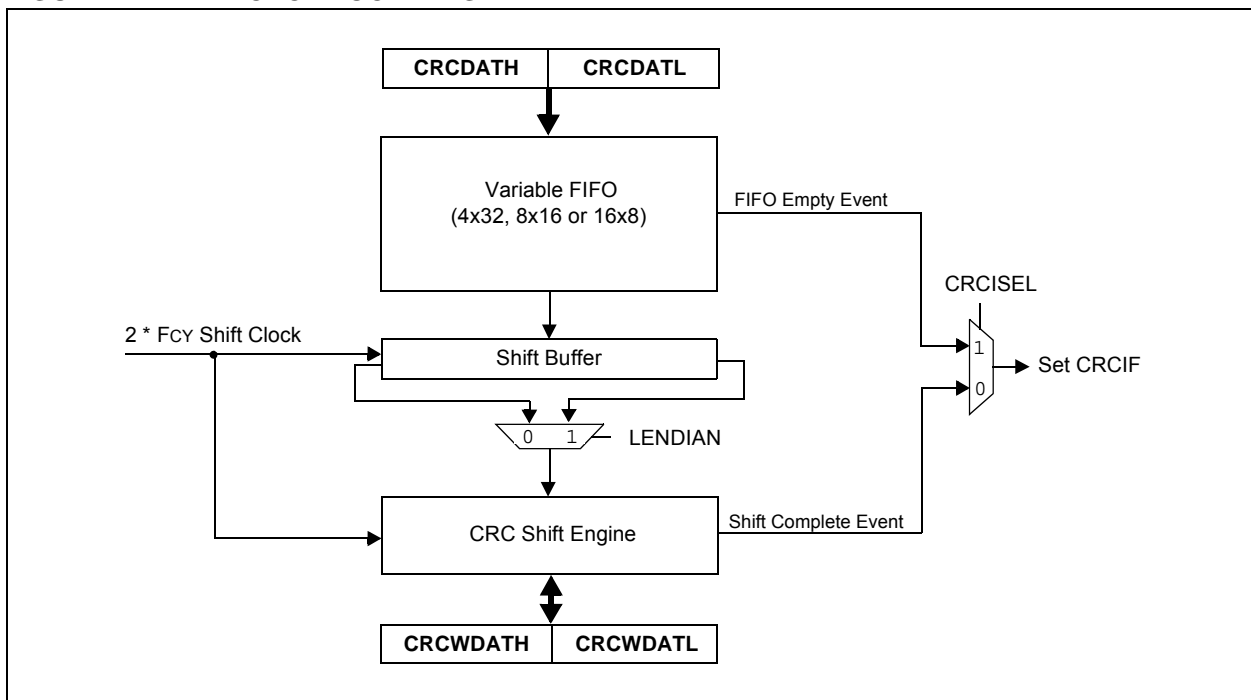 CRCDATH CRCDATL
Variable FIFO
(4x32, 8x16 or 16x8)
FIFO Empty Event
CRCISEL
2 * FCY Shift Clock
1
Set CRCIF
Shift Buffer
0
0 1
LENDIAN
CRC Shift Engine
Shift Complete Event
CRCWDATH CRCWDATL